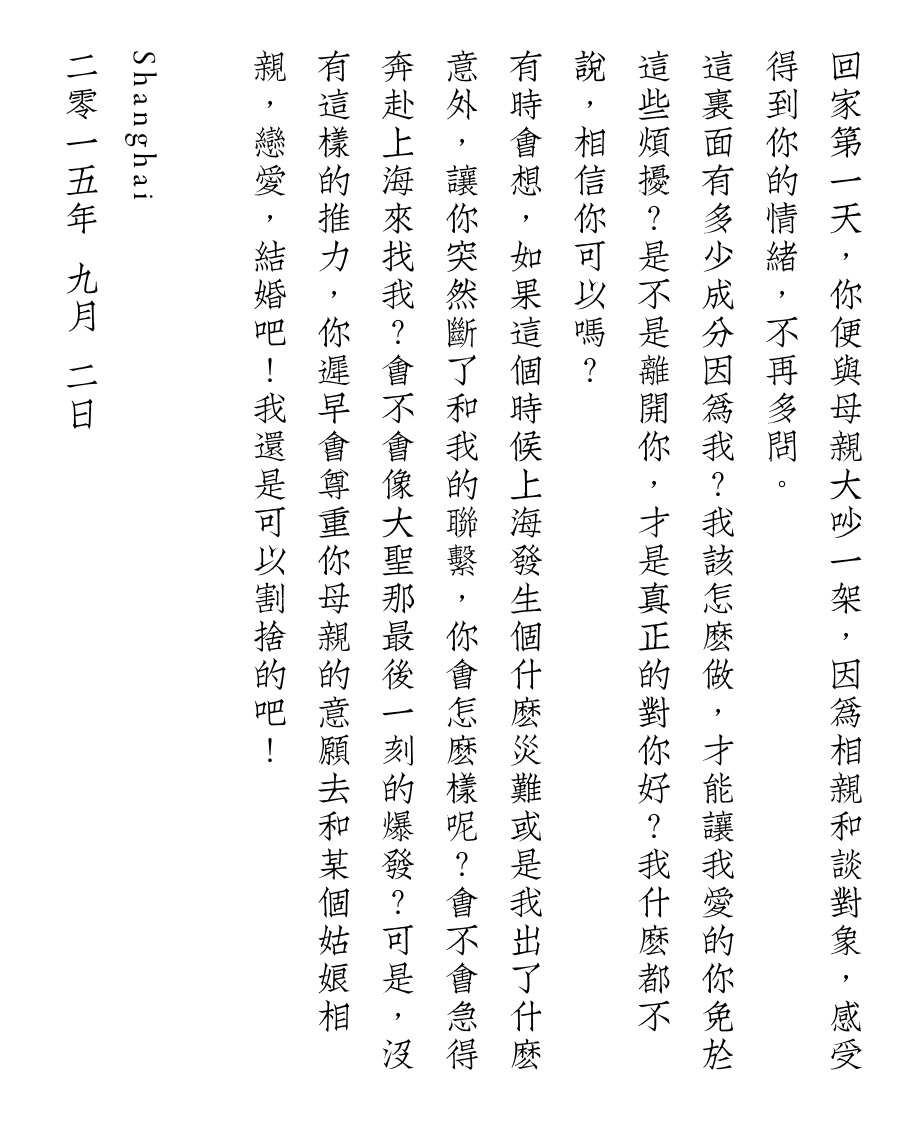 回家第一天，你便與母親大吵一架，因爲相親和談對象，感受
得到你的情緒，不再多問。
這裏面有多少成分因爲我？我該怎麽做，才能讓我愛的你免於
這些煩擾？是不是離開你，才是真正的對你好？我什麽都不
說，相信你可以嗎？
有時會想，如果這個時候上海發生個什麽災難或是我出了什麽
意外，讓你突然斷了和我的聯繫，你會怎麽樣呢？會不會急得
奔赴上海來找我？會不會像大聖那最後一刻的爆發？可是，沒
有這樣的推力，你遲早會尊重你母親的意願去和某個姑娘相
親，戀愛，結婚吧！我還是可以割捨的吧！
Shanghai
二零一五年 九月 二日